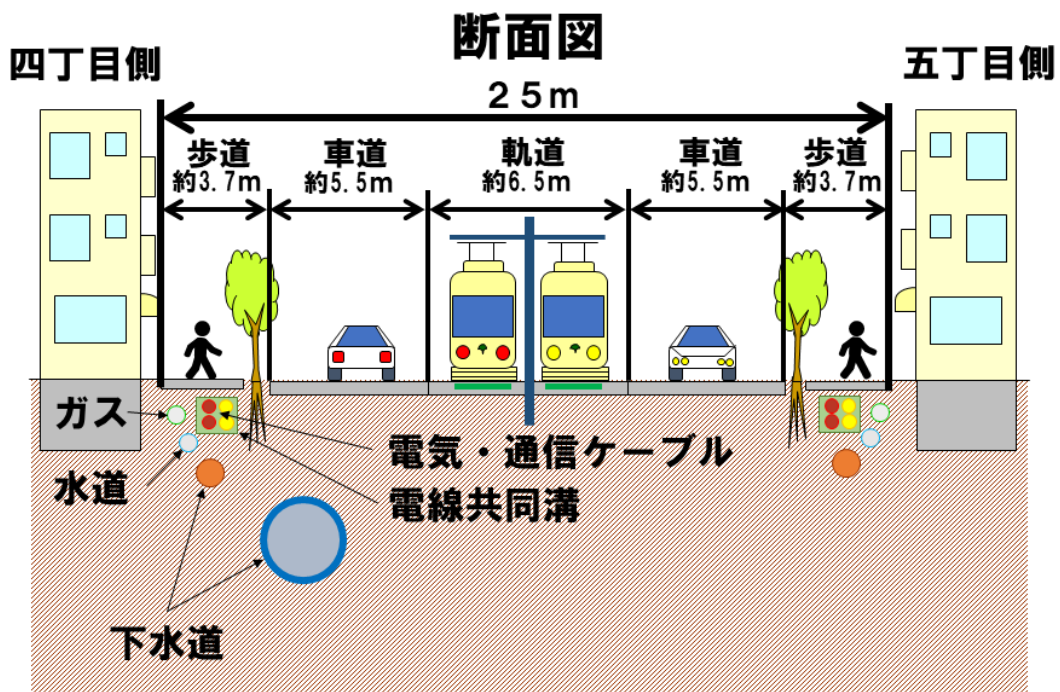 断面図
四丁目側
五丁目側
25m
歩道
約3.7m
車道
約5.5m
軌道
約6.5m
車道
約5.5m
歩道
約3.7m
ガス
水道
電気・通信ケーブル
電線共同溝
下水道